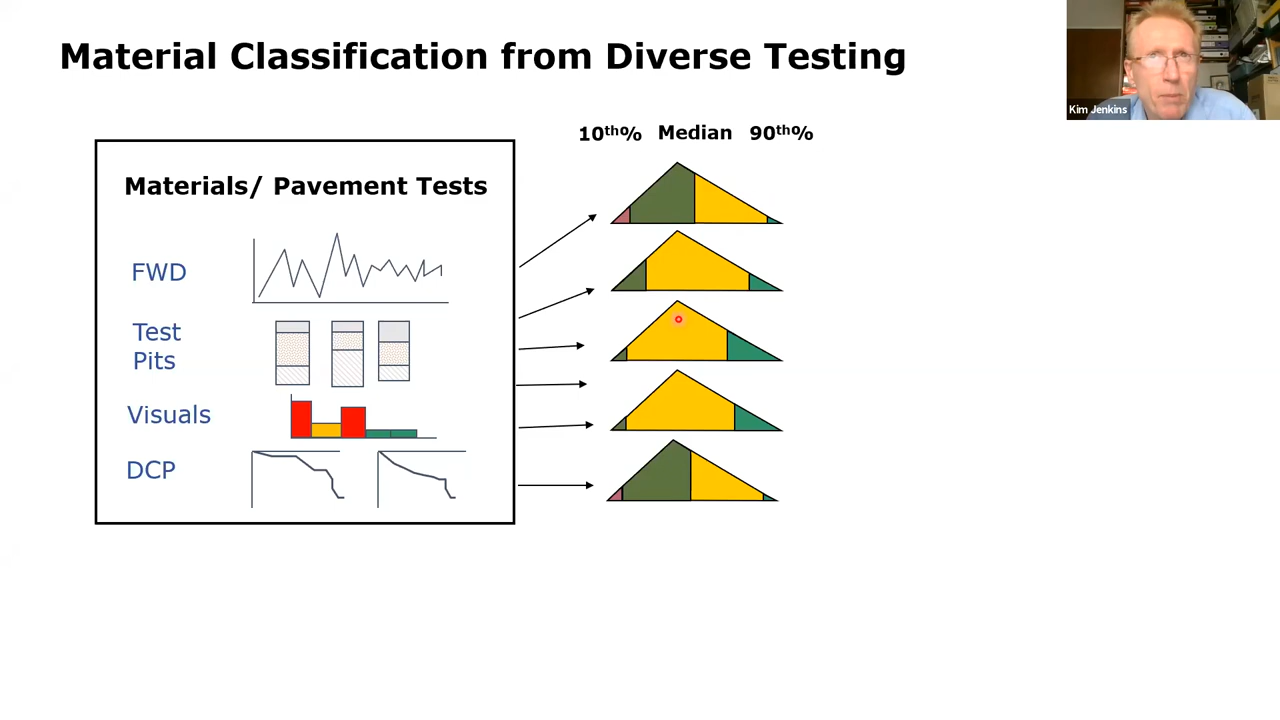 Material Classification from Diverse Testing
Kim Jenkins
10th% Median 90th%
Materials/ Pavement Tests
FWD
Test
Pits
Visuals
DCP